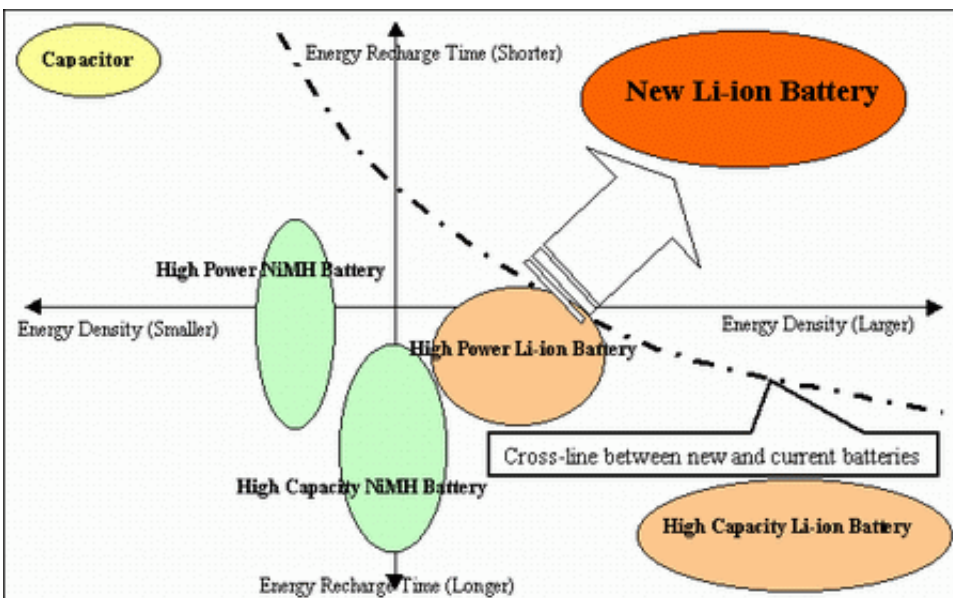 Capacitor
Energy Recharge Time (Shorter)
New Li-ion Battery
High Power NiMH Battery
Energy Density (Smaller)
Energy Density (Larger)
High Power Li-ion Battery
Cross-line between new and current batteries
High Capacity NiMH Battery
High Capacity Li-ion Battery
Energy Recharge Time (Longer)